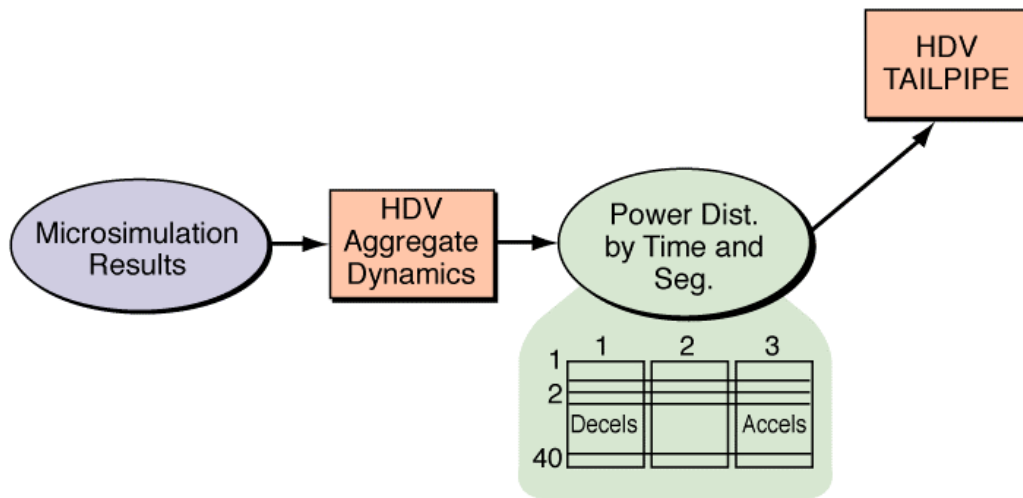 HDV
TAILPIPE
Microsimulation
Results
HDV
Aggregate
Dynamics
Power Dist.
by Time and
Seg.
1 2 3
1
2
Decels Accels
40